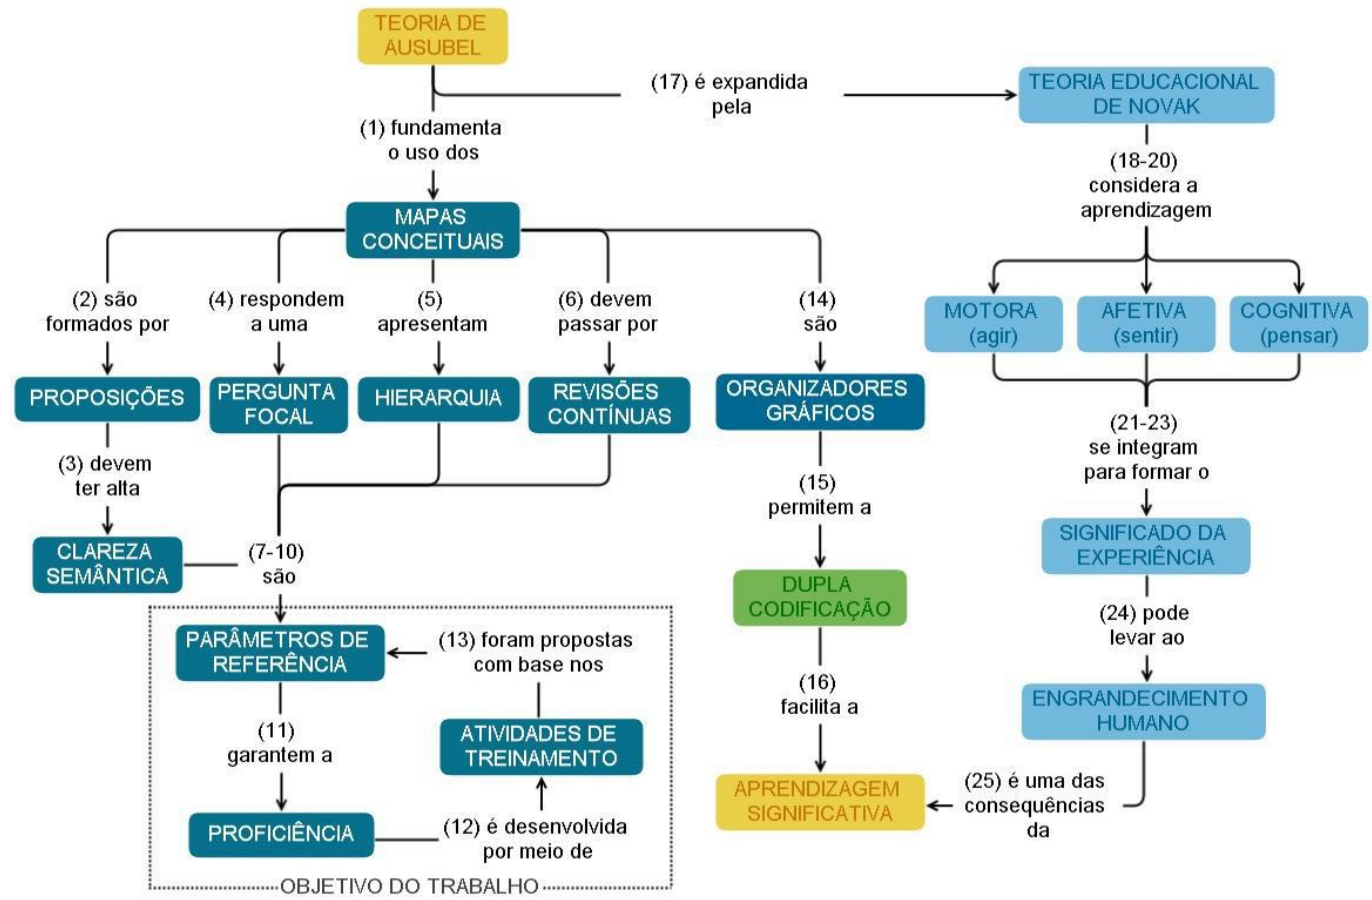 TEORIA DE
AUSUBEL
(17) é expandida
pela
TEORIA EDUCACIONAL
DE NOVAK
(1) fundamenta
o uso dos
(18-20)
considera a
aprendizagem
MAPAS
CONCEITUAIS
(2) são
formados por
(4) respondem
a uma
(5)
apresentam
(6) devem
passar por
(14)
são
MOTORA
(agir)
AFETIVA
(sentir)
COGNITIVA
(pensar)
PROPOSIÇÕES
PERGUNTA
FOCAL
HIERARQUIA
REVISÕES
CONTÍNUAS
ORGANIZADORES
GRÁFICOS
(21-23)
se integram
para formar o
(3) devem
ter alta
(15)
permitem a
CLAREZA
SEMÂNTICA
(7-10)
são
SIGNIFICADO DA
EXPERIÊNCIA
DUPLA
CODIFICAÇÃO
(24) pode
levar ao
PARÂMETROS DE
REFERÊNCIA
(13) foram propostas
com base nos
(16)
facilita a
ENGRANDECIMENTO
HUMANO
(11)
garantem a
ATIVIDADES DE
TREINAMENTO
APRENDIZAGEM
SIGNIFICATIVA
(25) é uma das
consequências
da
PROFICIÊNCIA
(12) é desenvolvida
por meio de
OBJETIVO DO TRABALHO